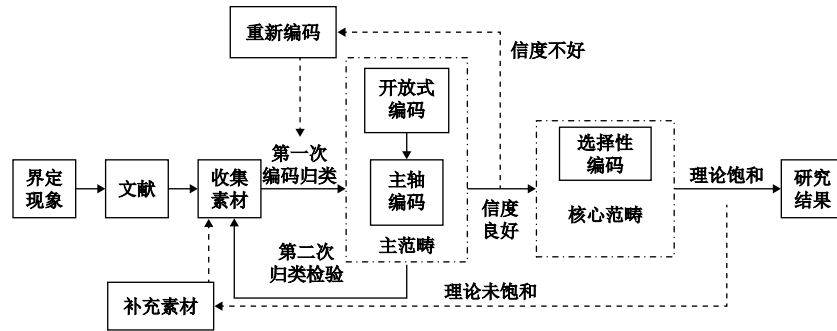 重新编码
信度不好
开放式
编码
第一次
编码归类
选择性
编码
界定
现象
文献
收集
素材
主轴
编码
信度
良好
核心范畴
理论饱和
研究
结果
主范畴
第二次
归类检验
补充素材
理论未饱和